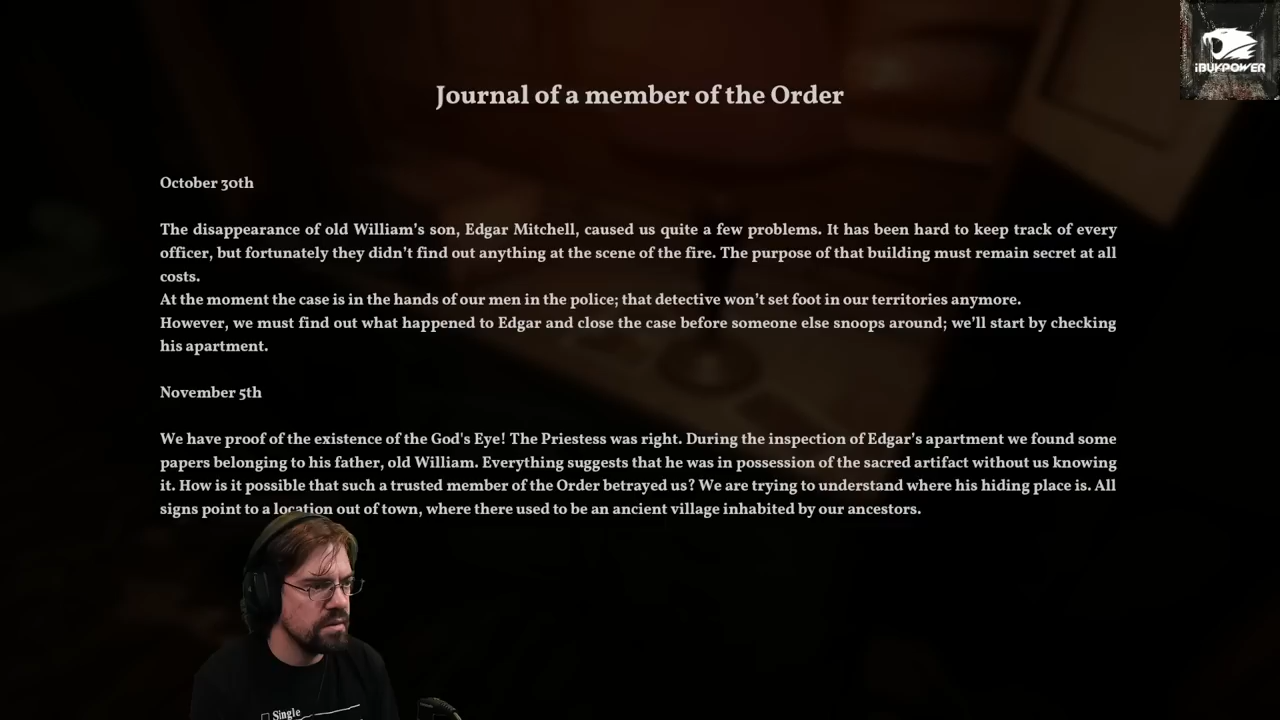 iBUYPOWER
Journal of a member of the Order
October 30th
The disappearance of old William's son, Edgar Mitchell, caused us quite a few problems. It has been hard to keep track of every
officer, but fortunately they didn't find out anything at the scene of the fire. The purpose of that building must remain secret at all
costs.
At the moment the case is in the hands of our men in the police; that detective won't set foot in our territories anymore.
However, we must find out what happened to Edgar and close the case before someone else snoops around; we'll start by checking
his apartment.
November 5th
We have proof of the existence of the God's Eye! The Priestess was right. During the inspection of Edgar's apartment we found some
papers belonging to his father, old William. Everything suggests that he was in possession of the sacred artifact without us knowing
it. How is it possible that such a trusted member of the Order betrayed us? We are trying to understand where his hiding place is. All
signs point to a location out of town, where there used to be an ancient village inhabited by our ancestors.
Single